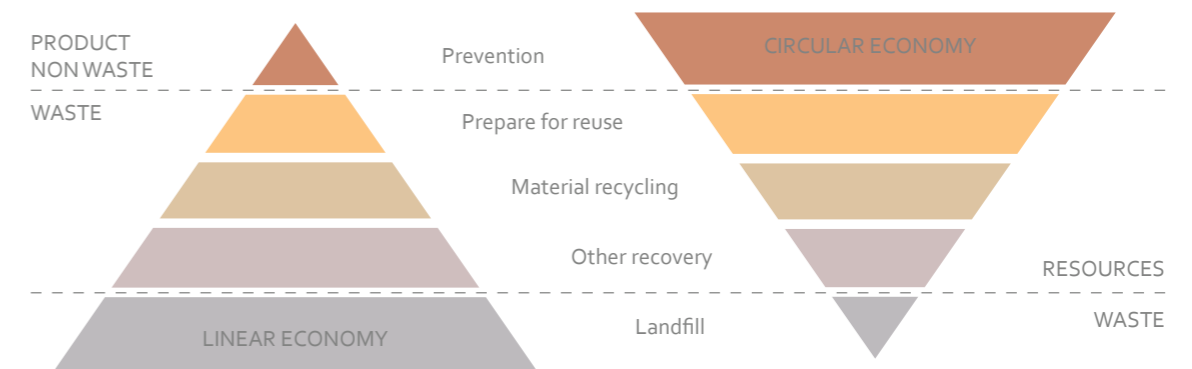 PRODUCT
NON WASTE
WASTE
LINEAR ECONOMY
Prevention
Prepare for reuse
Material recycling
Other recovery
Landfill
CIRCULAR ECONOMY
RESOURCES
WASTE